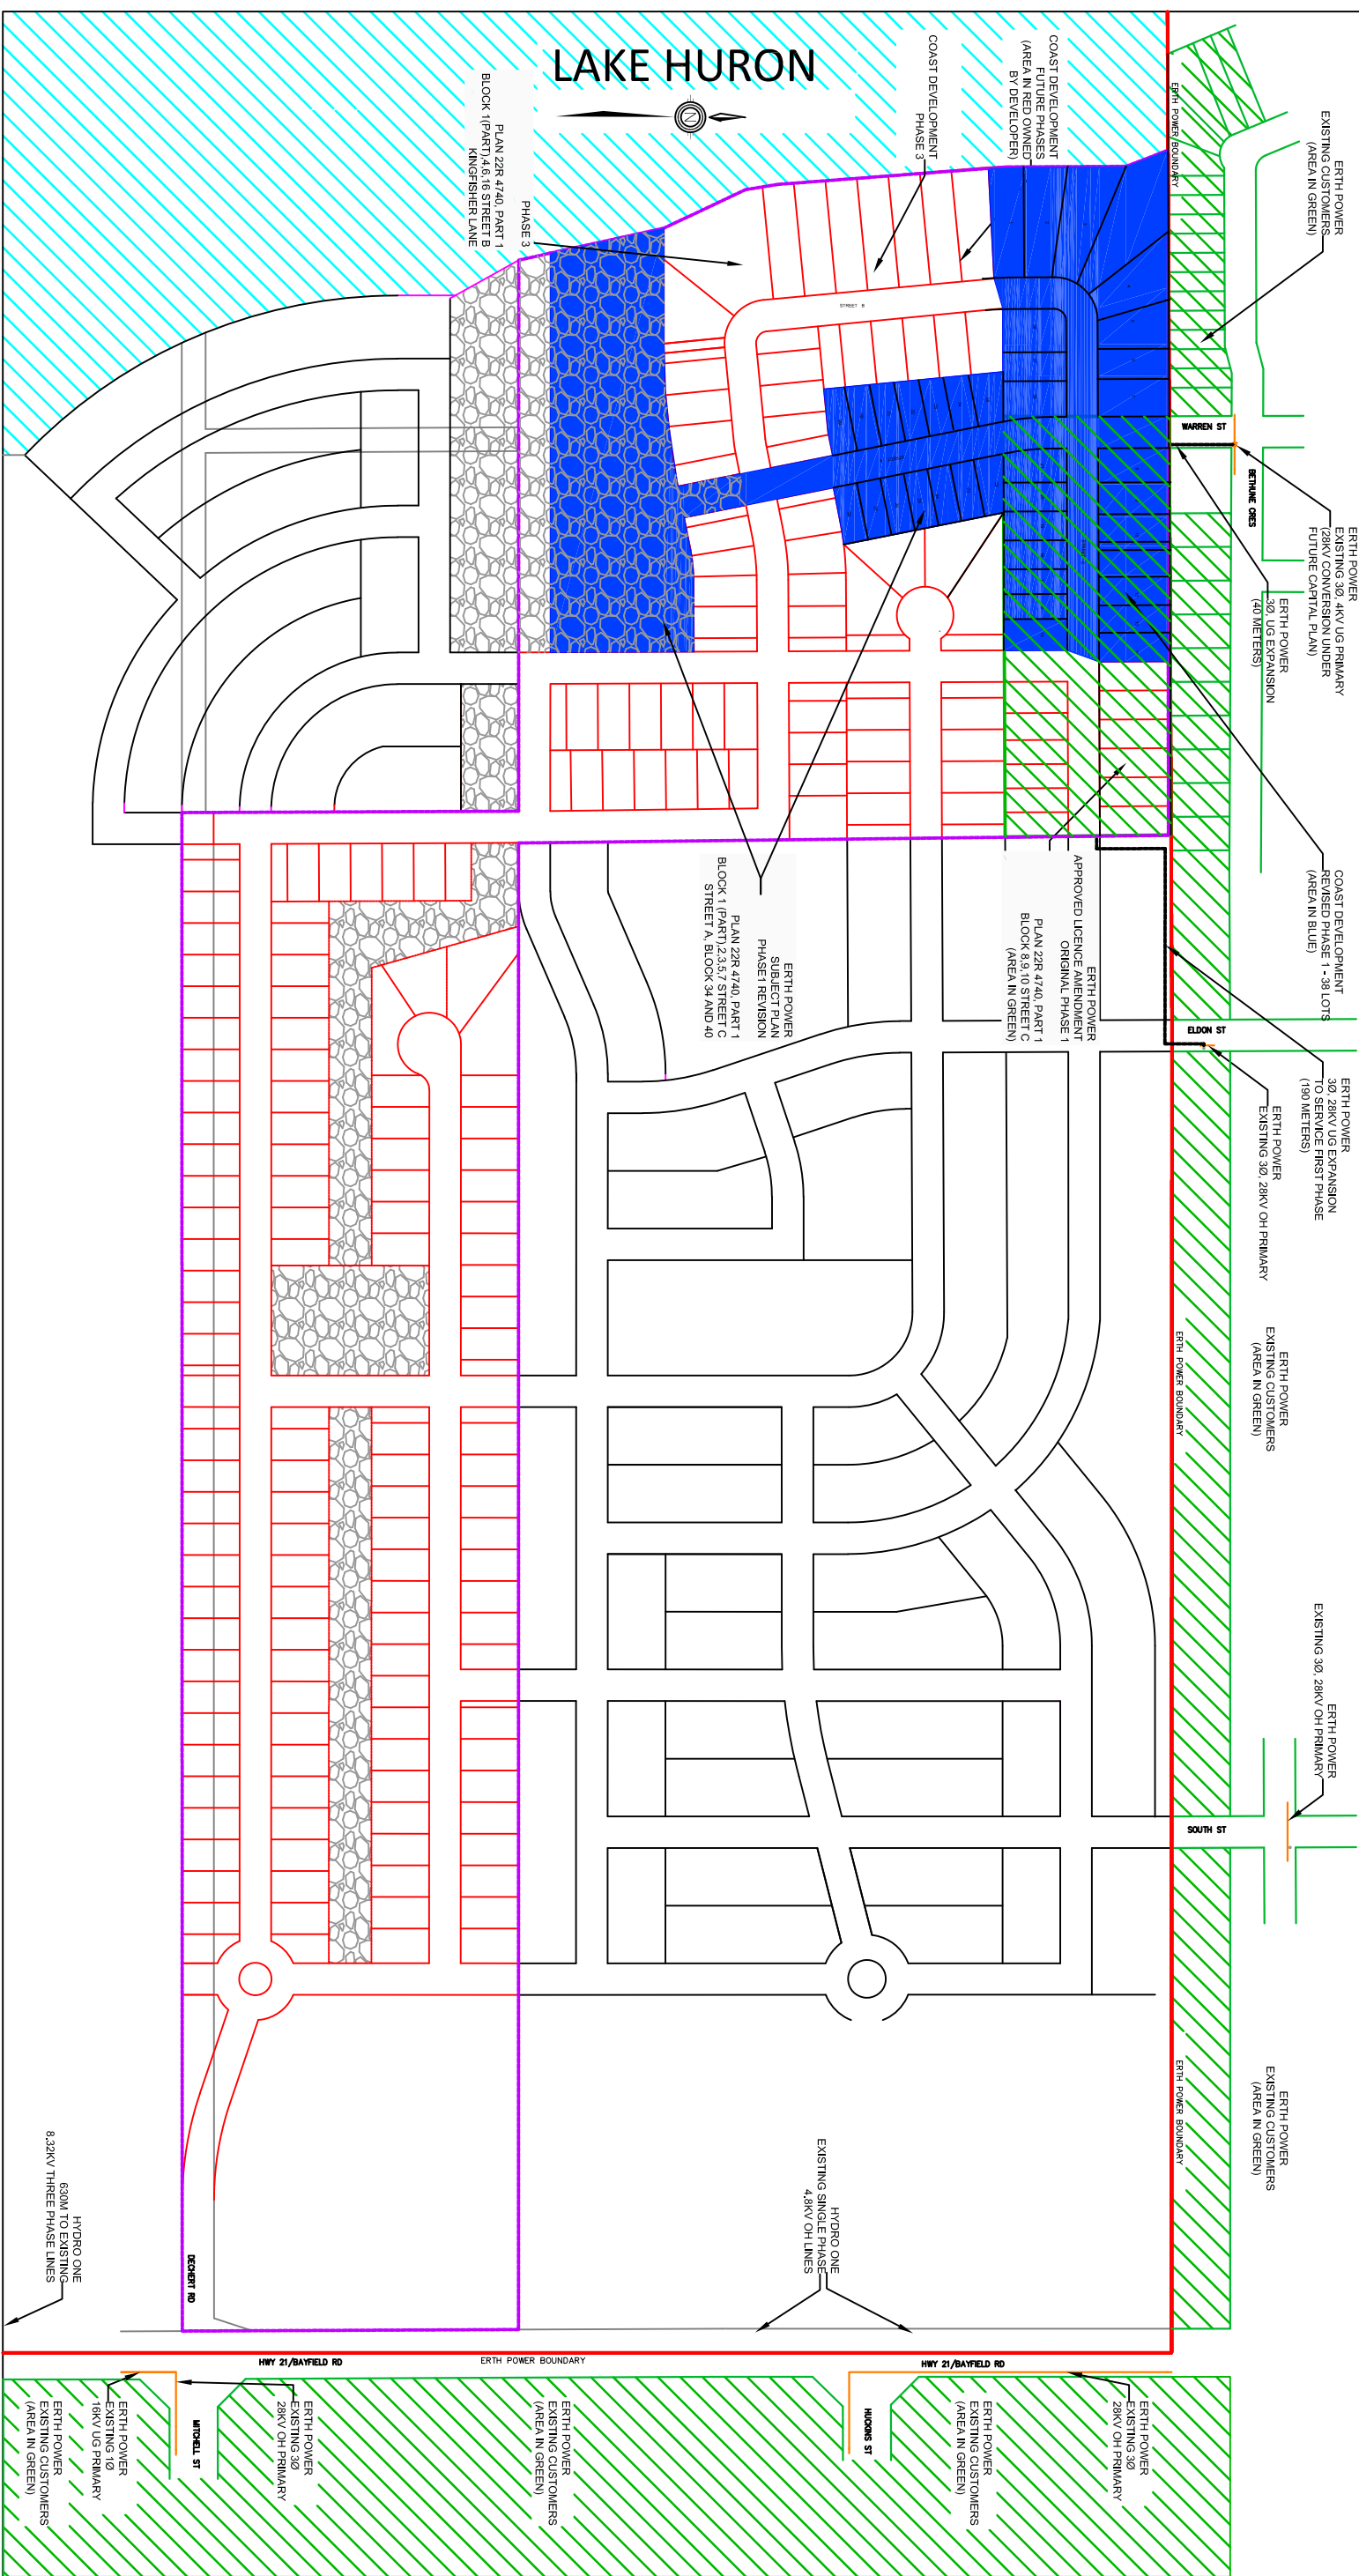 LAKE HURON
N
ERTH POWER
EXISTING CUSTOMERS
(AREA IN GREEN)
COAST DEVELOPMENT
FUTURE PHASES
(AREA IN RED OWNED
BY DEVELOPER)
COAST DEVELOPMENT
PHASE 3
PHASE 3
PLAN 22R 4740, PART 1
BLOCK 1(PART),4,6,16 STREET B
KINGFISHER LANE
ERTH POWER BOUNDARY
STREET B
WARREN ST
BETHUNE CRES
ERTH POWER
EXISTING 3Ø, 4KV UG PRIMARY
(28KV CONVERSION UNDER
FUTURE CAPITAL PLAN)
ERTH POWER
3Ø, UG EXPANSION
(40 METERS)
COAST DEVELOPMENT
REVISED PHASE 1 - 38 LOTS
(AREA IN BLUE)
ERTH POWER
APPROVED LICENCE AMENDMENT
ORIGINAL PHASE 1
PLAN 22R 4740, PART 1
BLOCK 8,9,10 STREET C
(AREA IN GREEN)
ERTH POWER
SUBJECT PLAN
PHASE1 REVISION
PLAN 22R 4740, PART 1
BLOCK 1 (PART),2,3,5,7 STREET C
STREET A, BLOCK 34 AND 40
ELDON ST
ERTH POWER
3Ø, 28KV UG EXPANSION
TO SERVICE FIRST PHASE
(190 METERS)
ERTH POWER
EXISTING 3Ø, 28KV OH PRIMARY
ERTH POWER
EXISTING CUSTOMERS
(AREA IN GREEN)
ERTH POWER BOUNDARY
ERTH POWER
EXISTING 3Ø, 28KV OH PRIMARY
SOUTH ST
ERTH POWER
EXISTING CUSTOMERS
(AREA IN GREEN)
ERTH POWER BOUNDARY
HYDRO ONE
EXISTING SINGLE PHASE
4.8KV OH LINES
HYDRO ONE
630M TO EXISTING
8.32KV THREE PHASE LINES
DECHERT RD
HWY 21/BAYFIELD RD
ERTH POWER BOUNDARY
HWY 21/BAYFIELD RD
ERTH POWER
EXISTING 3Ø
28KV OH PRIMARY
ERTH POWER
EXISTING CUSTOMERS
(AREA IN GREEN)
HUCKINS ST
ERTH POWER
EXISTING CUSTOMERS
(AREA IN GREEN)
ERTH POWER
EXISTING 3Ø
28KV OH PRIMARY
MITCHELL ST
ERTH POWER
EXISTING 1Ø
16KV UG PRIMARY
ERTH POWER
EXISTING CUSTOMERS
(AREA IN GREEN)